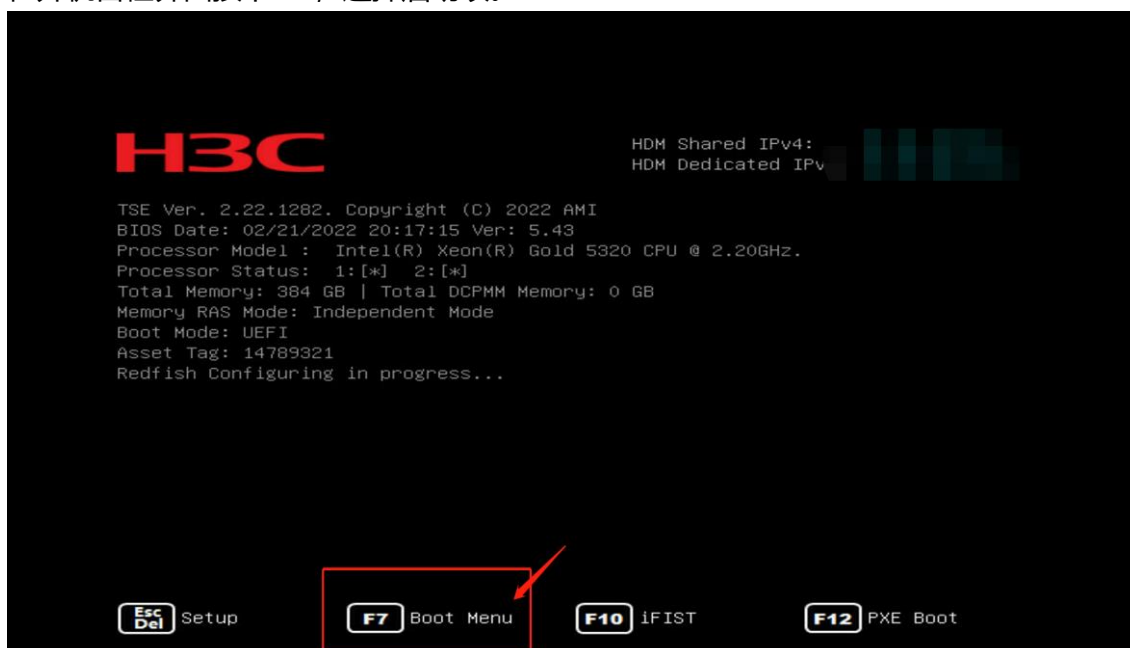 H3C
HDM Shared IPv4:
HDM Dedicated IPv
TSE Ver. 2.22.1282. Copyright (C) 2022 AMI
BIOS Date: 02/21/2022 20:17:15 Ver: 5.43
Processor Model :  Intel(R) Xeon(R) Gold 5320 CPU @ 2.20GHz.
Processor Status:  1:[*]  2:[*]
Total Memory: 384 GB | Total DCPMM Memory: 0 GB
Memory RAS Mode: Independent Mode
Boot Mode: UEFI
Asset Tag: 14789321
Redfish Configuring in progress...
Esc Del Setup
F7 Boot Menu
F10 iFIST
F12 PXE Boot